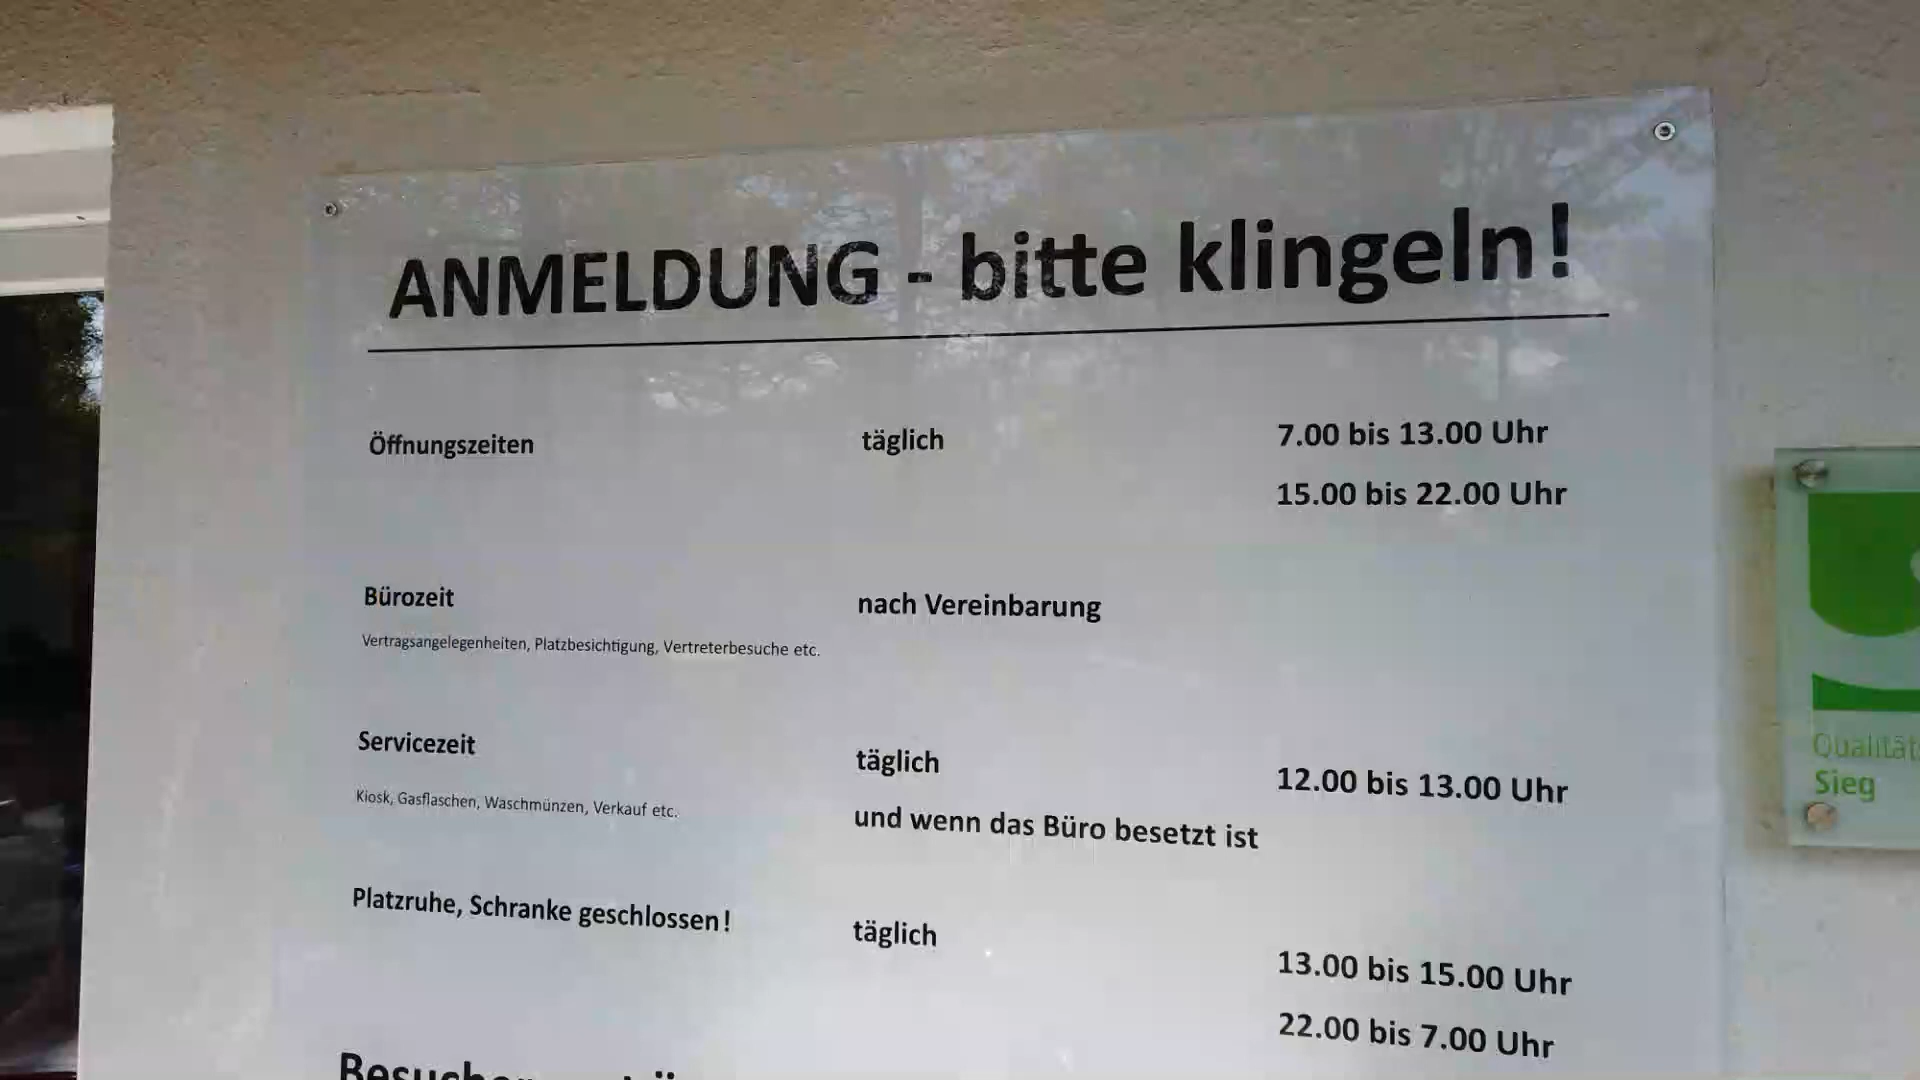 ANMELDUNG - bitte klingeln!
Öffnungszeiten täglich 7.00 bis 13.00 Uhr
15.00 bis 22.00 Uhr
Bürozeit nach Vereinbarung
Vertragsangelegenheiten, Platzbesichtigung, Vertreterbesuche etc.
Servicezeit täglich 12.00 bis 13.00 Uhr
Kiosk, Gasflaschen, Waschmünzen, Verkauf etc. und wenn das Büro besetzt ist
Platzruhe, Schranke geschlossen! täglich 13.00 bis 15.00 Uhr
22.00 bis 7.00 Uhr
Qualität
Sieg